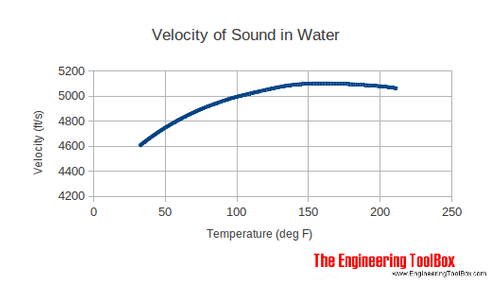 Velocity of Sound in Water
5200
5000
4800
4600
4400
4200
Velocity (ft/s)
0 50 100 150 200 250
Temperature (deg F)
The Engineering ToolBox
www.EngineeringToolBox.com